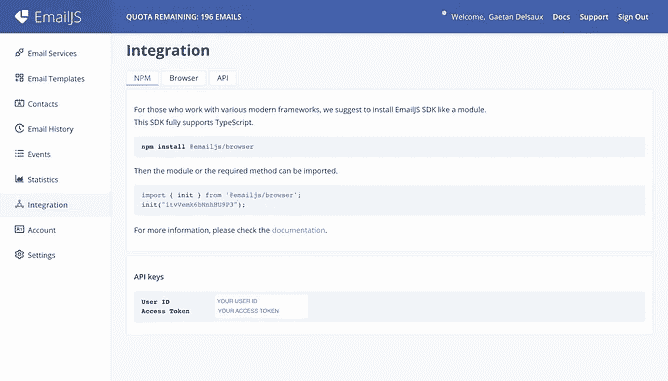 EmailJS
QUOTA REMAINING: 196 EMAILS
Welcome, Gaetan Delsaux
Docs
Support
Sign Out
Email Services
Email Templates
Contacts
Email History
Events
Statistics
Integration
Account
Settings
Integration
NPM
Browser
API
For those who work with various modern frameworks, we suggest to install EmailJS SDK like a module.
This SDK fully supports TypeScript.
npm install @emailjs/browser
Then the module or the required method can be imported.
import { init } from '@emailjs/browser';
init("
");
For more information, please check the documentation.
API keys
User ID YOUR USER ID
Access Token YOUR ACCESS TOKEN